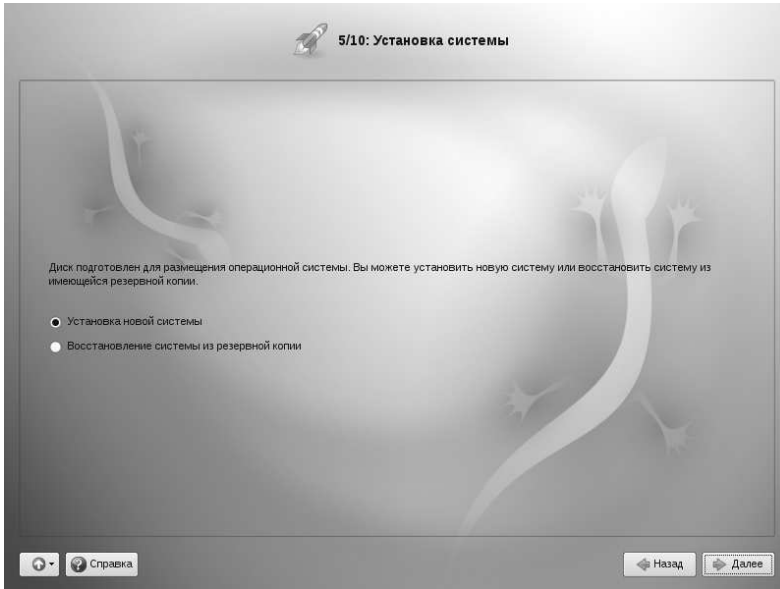 5/10: Установка системы
Диск подготовлен для размещения операционной системы. Вы можете установить новую систему или восстановить систему из
имеющейся резервной копии.
Установка новой системы
Восстановление системы из резервной копии
Справка
Назад
Далее